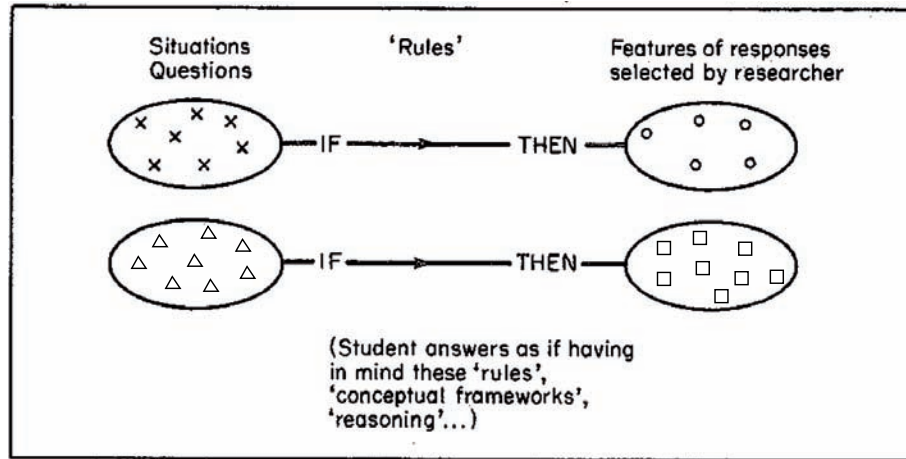 Situations
Questions
'Rules'
Features of responses
selected by researcher
IF THEN
IF THEN
(Student answers as if having
in mind these 'rules',
'conceptual frameworks',
'reasoning'...)